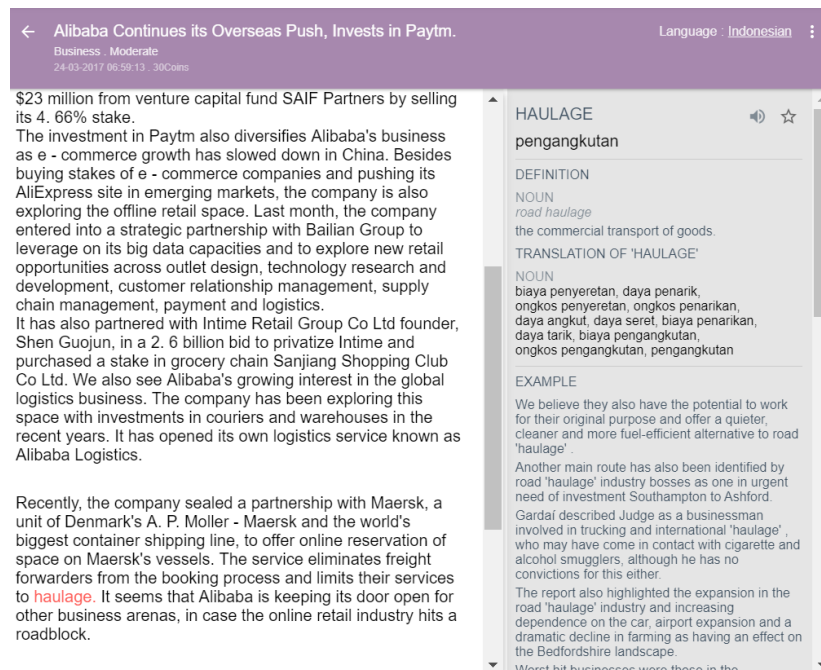 Alibaba Continues its Overseas Push, Invests in Paytm.
Business . Moderate
24-03-2017 06:59:13 . 30Coins
Language : Indonesian
$23 million from venture capital fund SAIF Partners by selling
its 4. 66% stake.
The investment in Paytm also diversifies Alibaba's business
as e - commerce growth has slowed down in China. Besides
buying stakes of e - commerce companies and pushing its
AliExpress site in emerging markets, the company is also
exploring the offline retail space. Last month, the company
entered into a strategic partnership with Bailian Group to
leverage on its big data capacities and to explore new retail
opportunities across outlet design, technology research and
development, customer relationship management, supply
chain management, payment and logistics.
It has also partnered with Intime Retail Group Co Ltd founder,
Shen Guojun, in a 2. 6 billion bid to privatize Intime and
purchased a stake in grocery chain Sanjiang Shopping Club
Co Ltd. We also see Alibaba's growing interest in the global
logistics business. The company has been exploring this
space with investments in couriers and warehouses in the
recent years. It has opened its own logistics service known as
Alibaba Logistics.
Recently, the company sealed a partnership with Maersk, a
unit of Denmark's A. P. Moller - Maersk and the world's
biggest container shipping line, to offer online reservation of
space on Maersk's vessels. The service eliminates freight
forwarders from the booking process and limits their services
to haulage. It seems that Alibaba is keeping its door open for
other business arenas, in case the online retail industry hits a
roadblock.
HAULAGE
pengangkutan
DEFINITION
NOUN
road haulage
the commercial transport of goods.
TRANSLATION OF 'HAULAGE'
NOUN
biaya penyeretan, daya penarik,
ongkos penyeretan, ongkos penarikan,
daya angkut, daya seret, biaya penarikan,
daya tarik, biaya pengangkutan,
ongkos pengangkutan, pengangkutan
EXAMPLE
We believe they also have the potential to work
for their original purpose and offer a quieter,
cleaner and more fuel-efficient alternative to road
'haulage' .
Another main route has also been identified by
road 'haulage' industry bosses as one in urgent
need of investment Southampton to Ashford.
Gardaí described Judge as a businessman
involved in trucking and international 'haulage' ,
who may have come in contact with cigarette and
alcohol smugglers, although he has no
convictions for this either.
The report also highlighted the expansion in the
road 'haulage' industry and increasing
dependence on the car, airport expansion and a
dramatic decline in farming as having an effect on
the Bedfordshire landscape.
Worst hit businesses were those in the